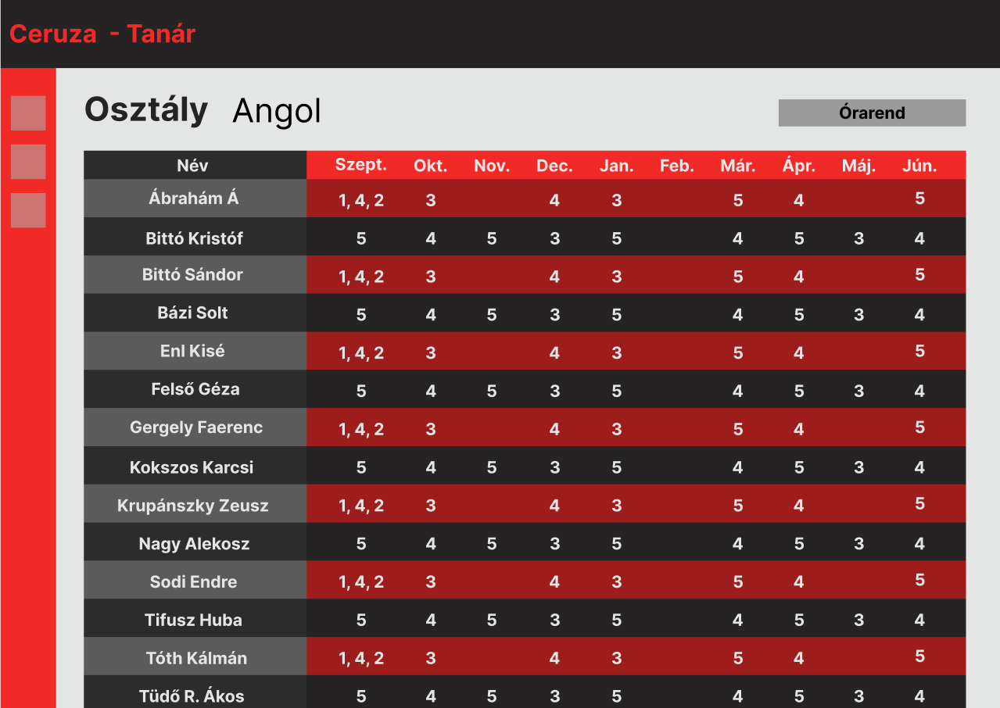 Ceruza - Tanár
Osztály Angol
Órarend
Név Szept. Okt. Nov. Dec. Jan. Feb. Már. Ápr. Máj. Jún.
Ábrahám Á 1, 4, 2 3 4 3 5 4 5
Bittó Kristóf 5 4 5 3 5 4 5 3 4
Bittó Sándor 1, 4, 2 3 4 3 5 4 5
Bázi Solt 5 4 5 3 5 4 5 3 4
Enl Kisé 1, 4, 2 3 4 3 5 4 5
Felső Géza 5 4 5 3 5 4 5 3 4
Gergely Faerenc 1, 4, 2 3 4 3 5 4 5
Kokszos Karcsi 5 4 5 3 5 4 5 3 4
Krupánszky Zeusz 1, 4, 2 3 4 3 5 4 5
Nagy Alekosz 5 4 5 3 5 4 5 3 4
Sodi Endre 1, 4, 2 3 4 3 5 4 5
Tifusz Huba 5 4 5 3 5 4 5 3 4
Tóth Kálmán 1, 4, 2 3 4 3 5 4 5
Tüdő R. Ákos 5 4 5 3 5 4 5 3 4